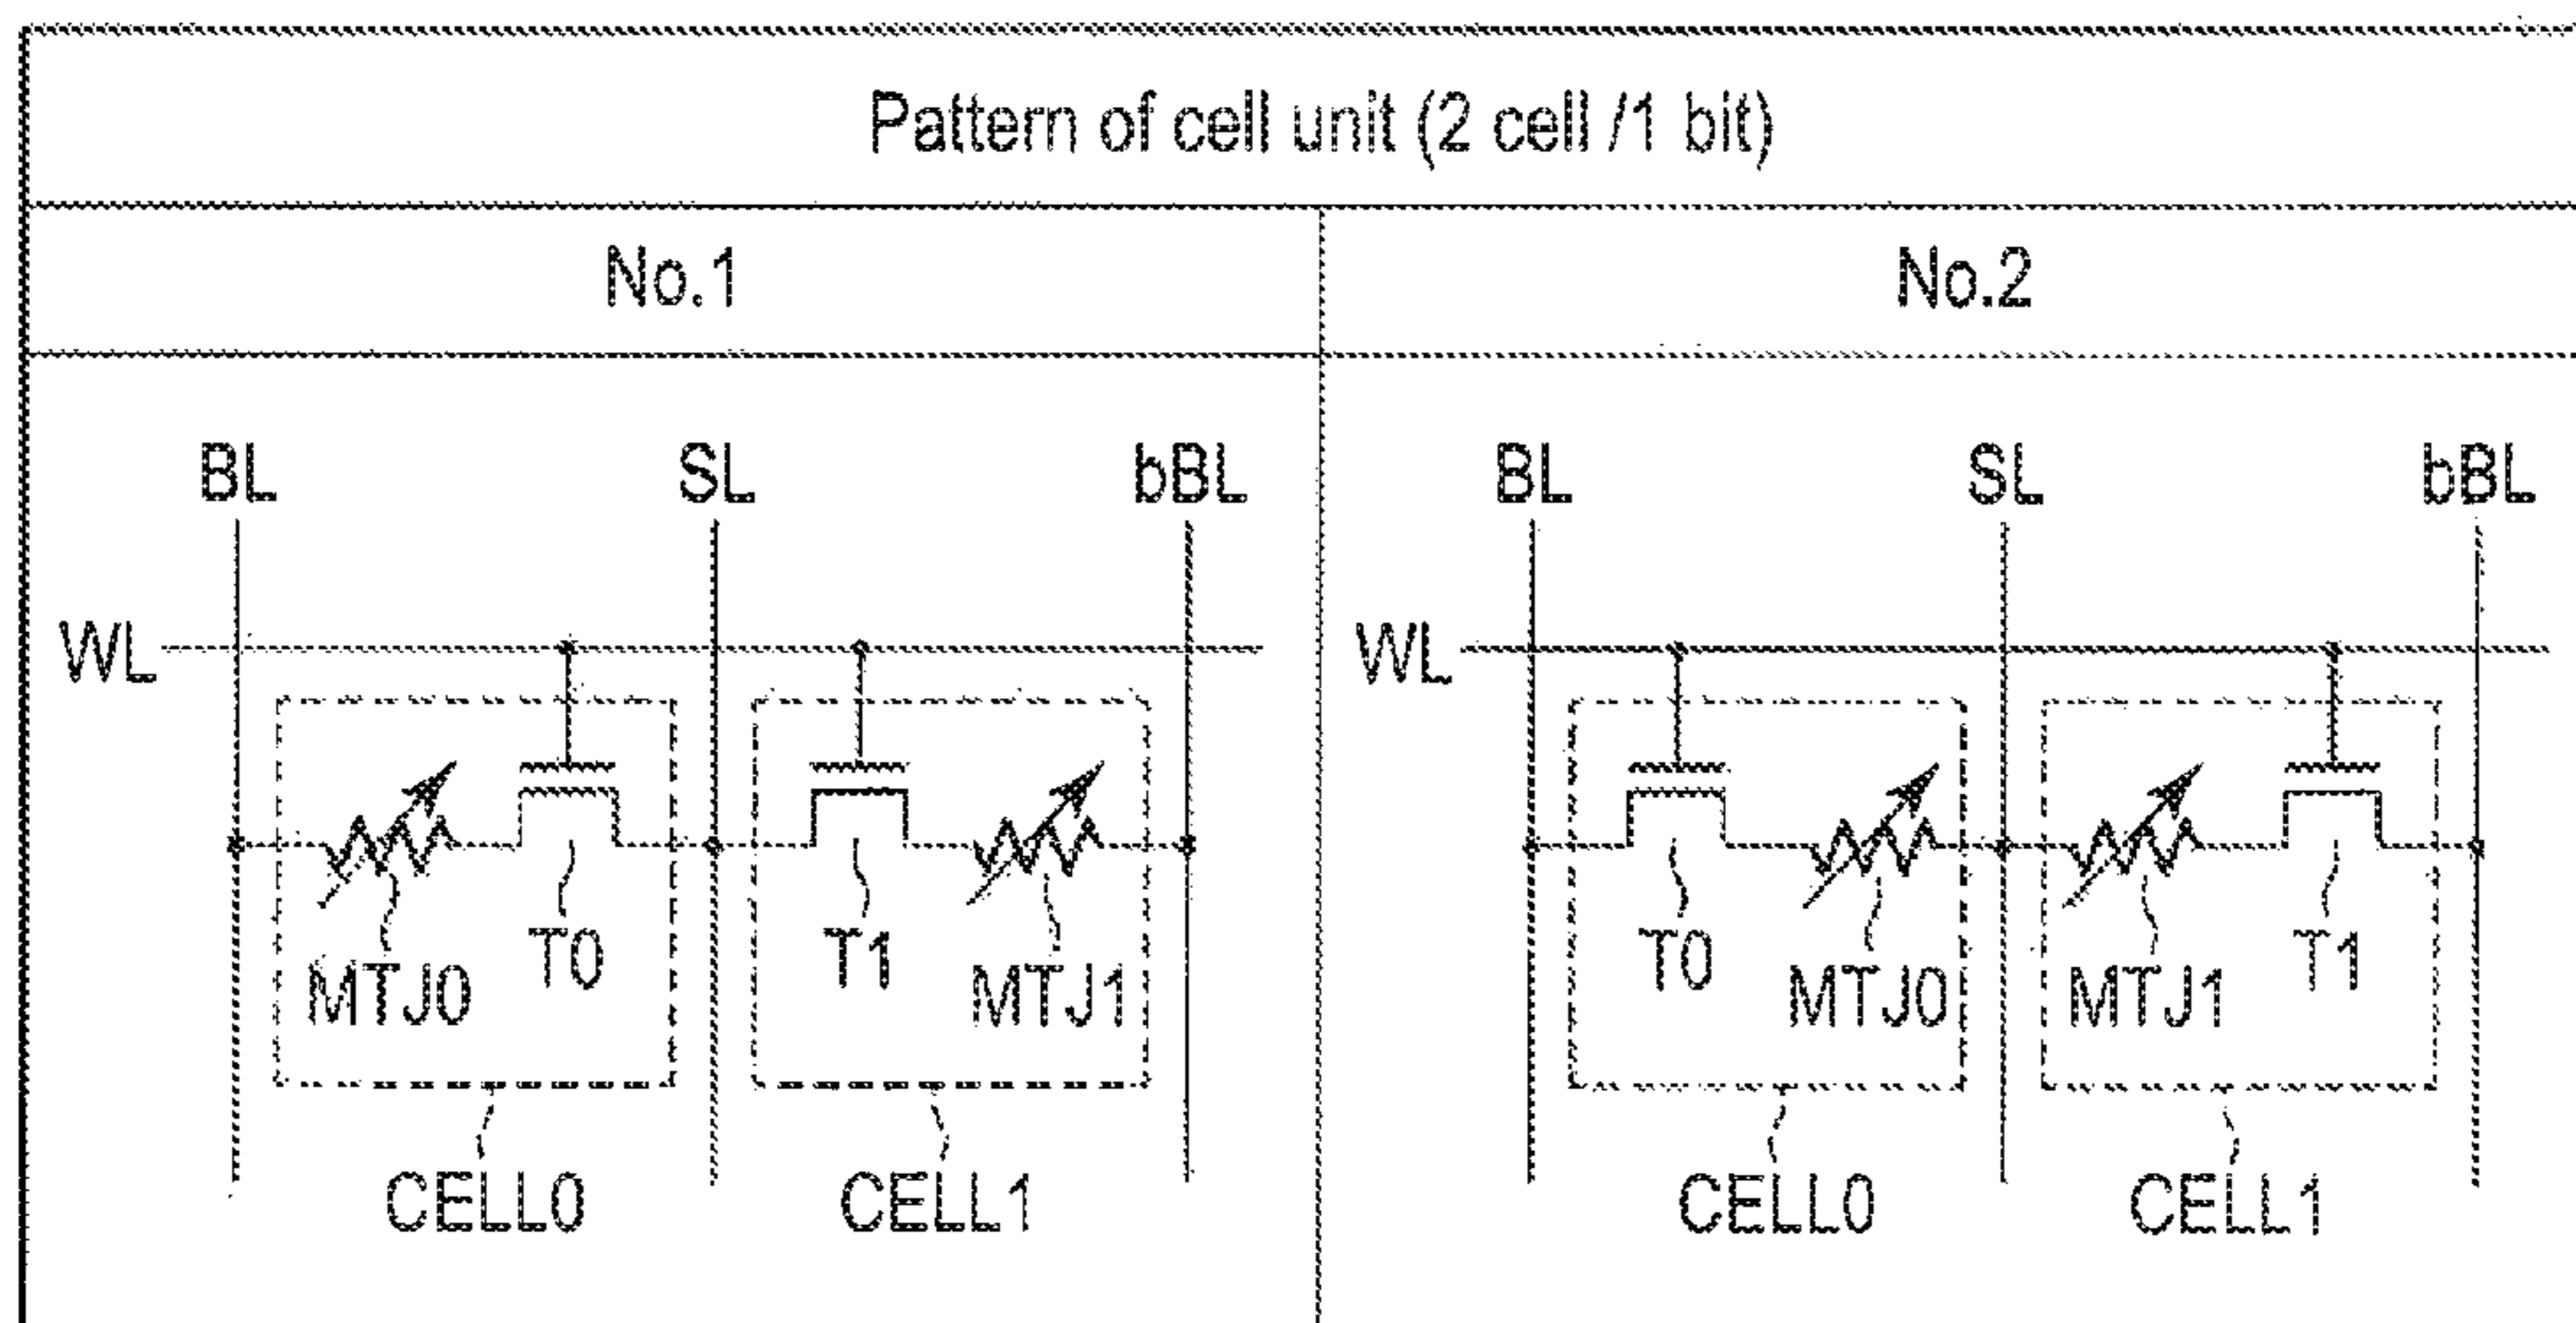 Pattern of cell unit (2 cell /1 bit)
No.1
No.2
BL SL bBL
WL
T0 T1
MTJ0 MTJ1
CELL0 CELL1
BL SL bBL
WL
T0 T1
MTJ0 MTJ1
CELL0 CELL1